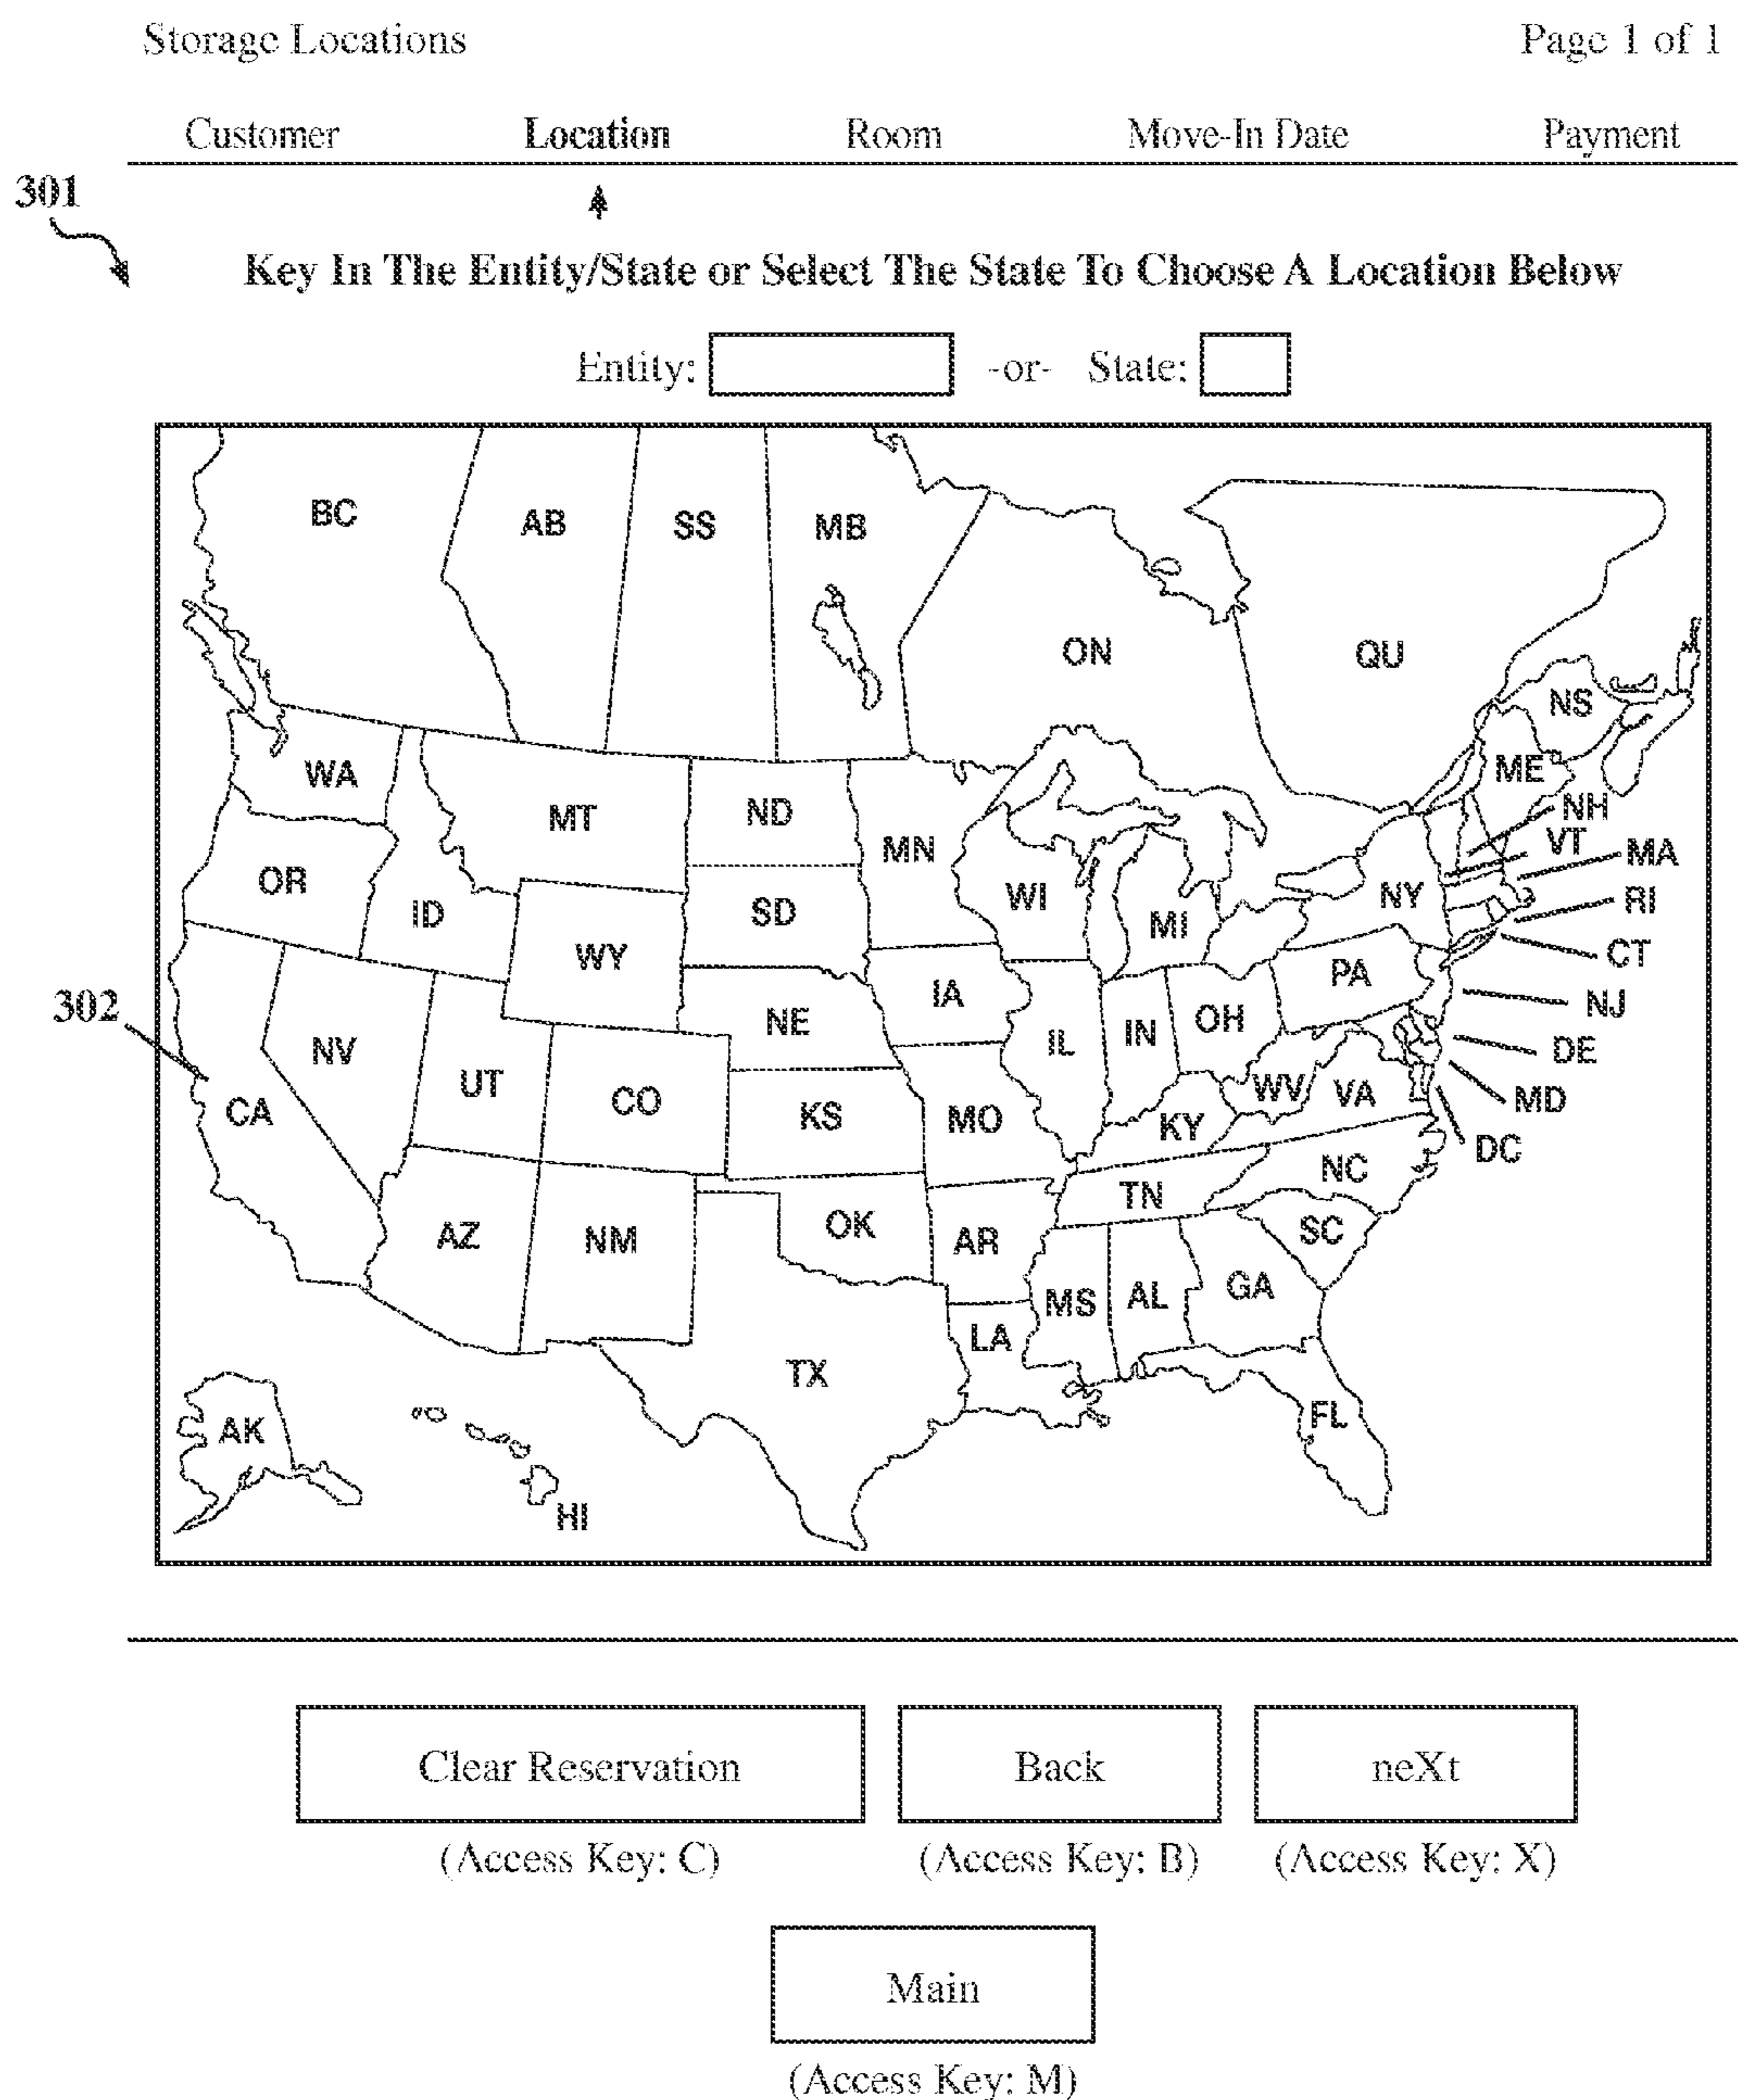 Storage Locations Page 1 of 1
Customer Location Room Move-In Date Payment
301
Key In The Entity/State or Select The State To Choose A Location Below
Entity: -or- State:
BC AB SS MB
ON QU
NS
WA ME
MT ND NH
MN VT MA
OR ID SD WI MI NY RI
WY PA CT
302 NV NE IA IL IN OH NJ
DE
CA UT CO KS MO KY WV VA MD
DC
TN NC
AZ NM OK AR SC
MS AL GA
LA
TX
AK FL
HI
Clear Reservation Back neXt
(Access Key: C) (Access Key: B) (Access Key: X)
Main
(Access Key: M)